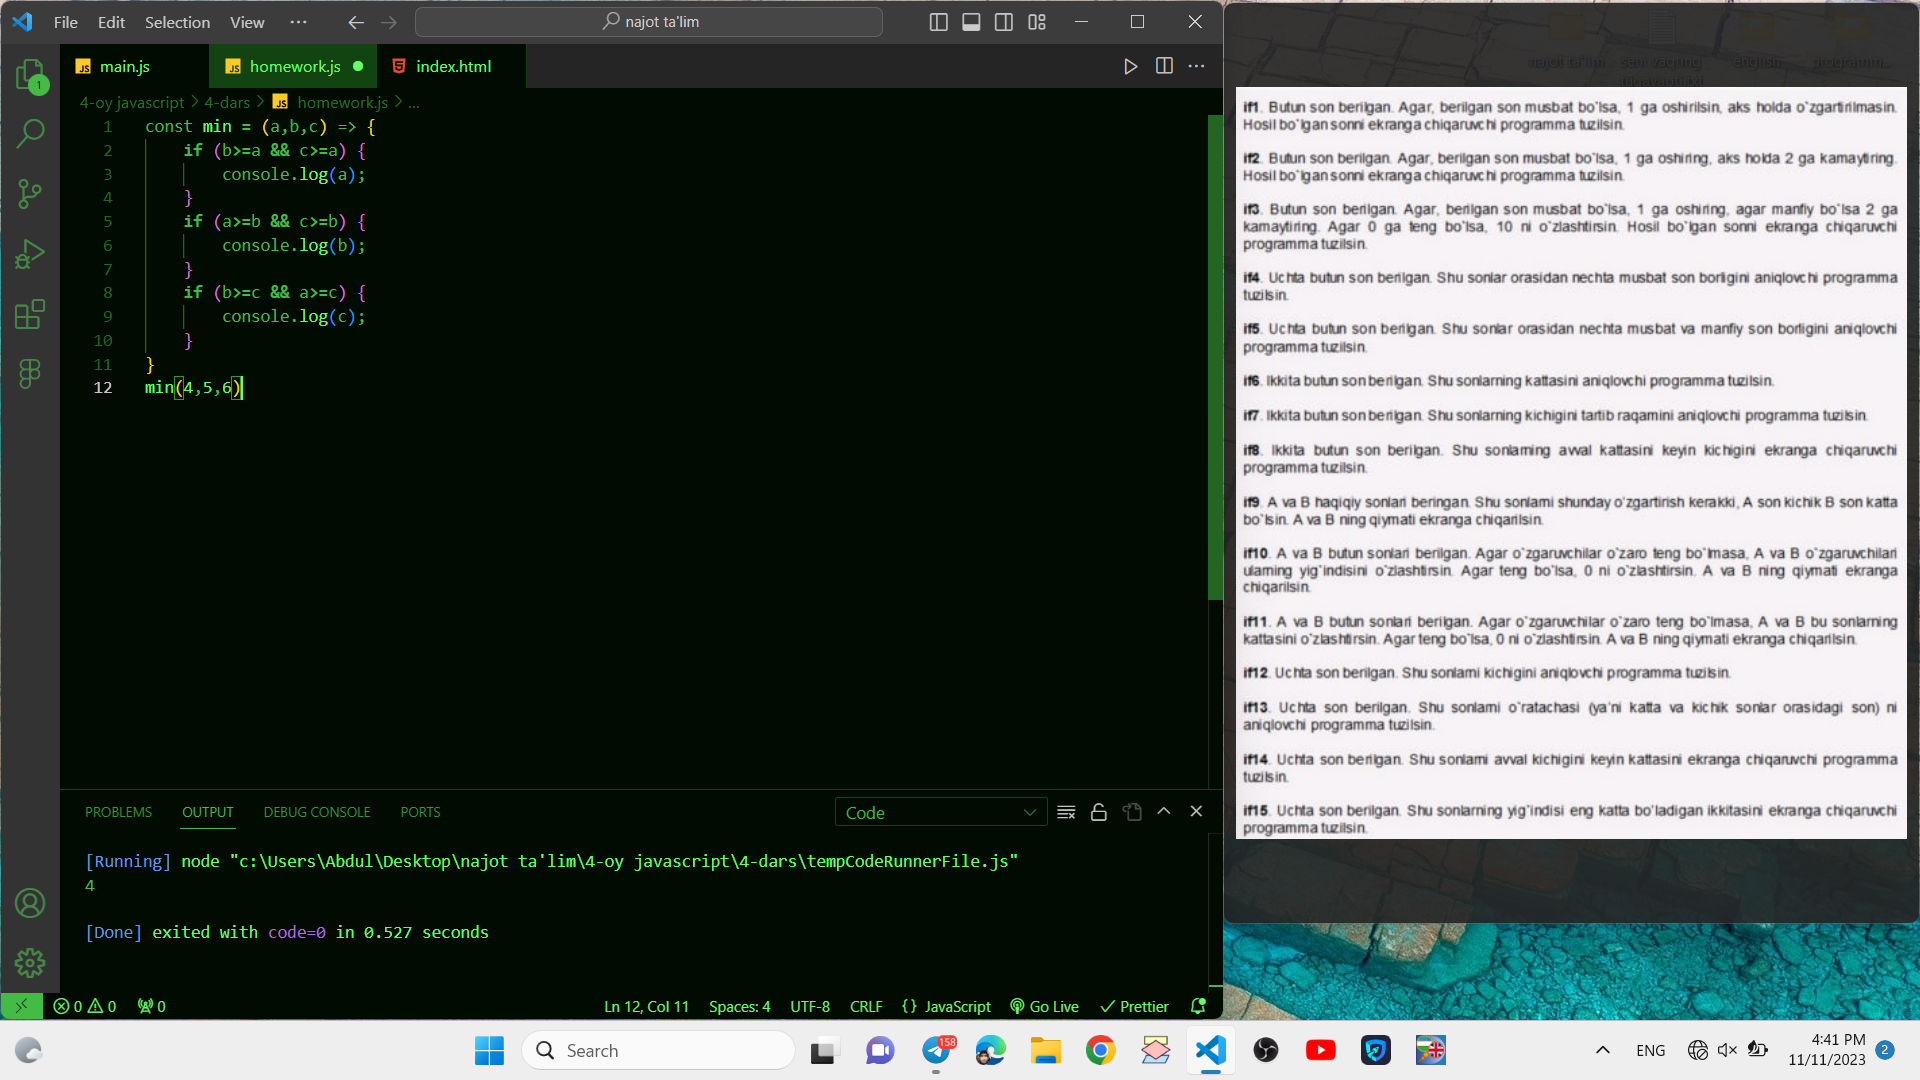 File Edit Selection View ··· najot ta'lim
main.js homework.js index.html
4-oy javascript > 4-dars > homework.js > ...
1 const min = (a,b,c) => {
2 if (b>=a && c>=a) {
3 console.log(a);
4 }
5 if (a>=b && c>=b) {
6 console.log(b);
7 }
8 if (b>=c && a>=c) {
9 console.log(c);
10 }
11 }
12 min(4,5,6)
PROBLEMS OUTPUT DEBUG CONSOLE PORTS Code
[Running] node "c:\Users\Abdul\Desktop\najot ta'lim\4-oy javascript\4-dars\tempCodeRunnerFile.js"
4
[Done] exited with code=0 in 0.527 seconds
0 0 0 Ln 12, Col 11 Spaces: 4 UTF-8 CRLF {} JavaScript Go Live Prettier
najot ta'lim... english programm...
if1. Butun son berilgan. Agar, berilgan son musbat bo`lsa, 1 ga oshirilsin, aks holda o`zgartirilmasin.
Hosil bo`lgan sonni ekranga chiqaruvchi programma tuzilsin.
if2. Butun son berilgan. Agar, berilgan son musbat bo`lsa, 1 ga oshiring, aks holda 2 ga kamaytiring.
Hosil bo`lgan sonni ekranga chiqaruvchi programma tuzilsin.
if3. Butun son berilgan. Agar, berilgan son musbat bo`lsa, 1 ga oshiring, agar manfiy bo`lsa 2 ga
kamaytiring. Agar 0 ga teng bo`lsa, 10 ni o`zlashtirsin. Hosil bo`lgan sonni ekranga chiqaruvchi
programma tuzilsin.
if4. Uchta butun son berilgan. Shu sonlar orasidan nechta musbat son borligini aniqlovchi programma
tuzilsin.
if5. Uchta butun son berilgan. Shu sonlar orasidan nechta musbat va manfiy son borligini aniqlovchi
programma tuzilsin.
if6. Ikkita butun son berilgan. Shu sonlarning kattasini aniqlovchi programma tuzilsin.
if7. Ikkita butun son berilgan. Shu sonlarning kichigini tartib raqamini aniqlovchi programma tuzilsin.
if8. Ikkita butun son berilgan. Shu sonlarning avval kattasini keyin kichigini ekranga chiqaruvchi
programma tuzilsin.
if9. A va B haqiqiy sonlari beringan. Shu sonlarni shunday o`zgartirish kerakki, A son kichik B son katta
bo`lsin. A va B ning qiymati ekranga chiqarilsin.
if10. A va B butun sonlari berilgan. Agar o`zgaruvchilar o`zaro teng bo`lmasa, A va B o`zgaruvchilari
ularning yig`indisini o`zlashtirsin. Agar teng bo`lsa, 0 ni o`zlashtirsin. A va B ning qiymati ekranga
chiqarilsin.
if11. A va B butun sonlari berilgan. Agar o`zgaruvchilar o`zaro teng bo`lmasa, A va B bu sonlarning
kattasini o`zlashtirsin. Agar teng bo`lsa, 0 ni o`zlashtirsin. A va B ning qiymati ekranga chiqarilsin.
if12. Uchta son berilgan. Shu sonlarni kichigini aniqlovchi programma tuzilsin.
if13. Uchta son berilgan. Shu sonlarni o`ratachasi (ya'ni katta va kichik sonlar orasidagi son) ni
aniqlovchi programma tuzilsin.
if14. Uchta son berilgan. Shu sonlarni avval kichigini keyin kattasini ekranga chiqaruvchi programma
tuzilsin.
if15. Uchta son berilgan. Shu sonlarning yig`indisi eng katta bo`ladigan ikkitasini ekranga chiqaruvchi
programma tuzilsin.
Search 158 ENG 4:41 PM
11/11/2023 2